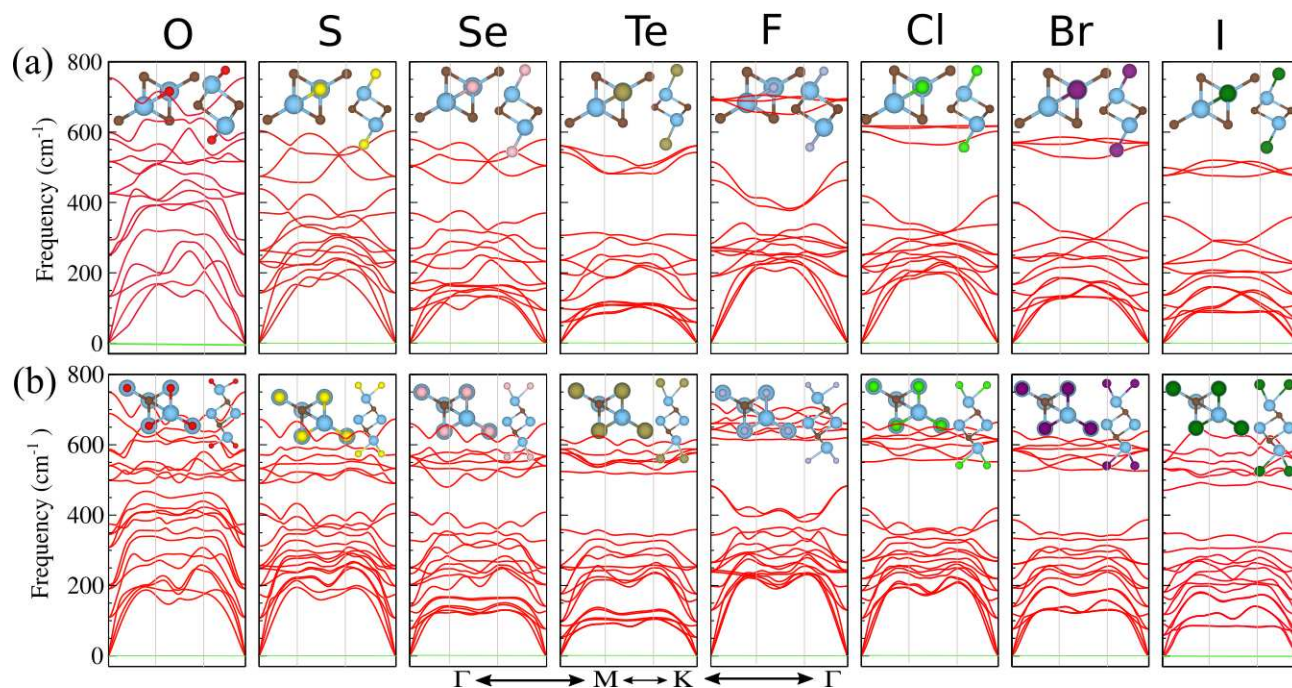 O S Se Te F Cl Br I
(a)
800
600
400
200
0
Frequency (cm⁻¹)
(b)
800
600
400
200
0
Frequency (cm⁻¹)
Γ M K Γ